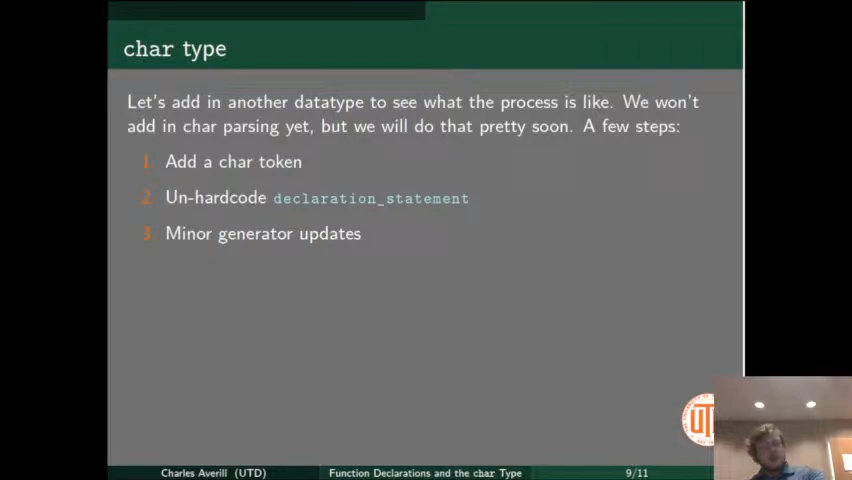 char type
Let's add in another datatype to see what the process is like. We won't
add in char parsing yet, but we will do that pretty soon. A few steps:
1 Add a char token
2 Un-hardcode declaration_statement
3 Minor generator updates
Charles Averill (UTD) Function Declarations and the char Type 9/11